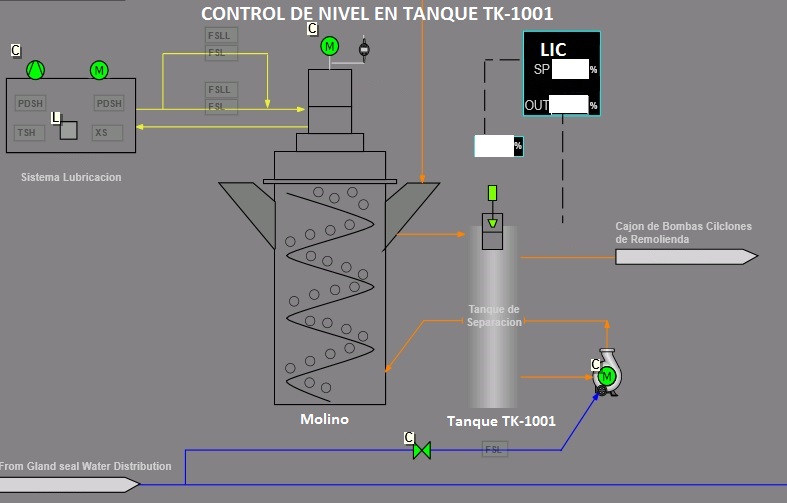 CONTROL DE NIVEL EN TANQUE TK-1001
C
M
C
M
FSLL
FSL
FSLL
FSL
PDSH
PDSH
L
TSH
XS
Sistema Lubricacion
LIC
SP
%
OUT
%
%
Cajon de Bombas Cilclones
de Remolienda
Tanque de
Separacion
C
M
Molino
Tanque TK-1001
C
FSL
From Gland seal Water Distribution